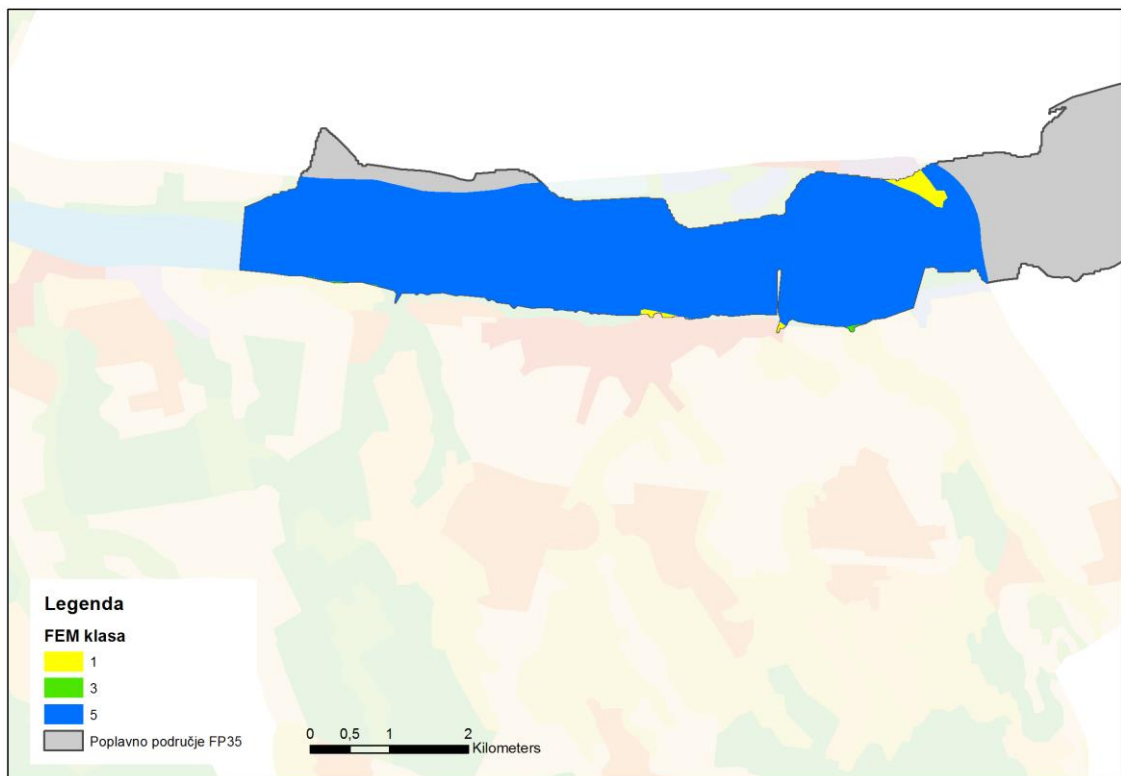 Legenda
FEM klasa
1
3
5
Poplavno područje FP35
0 0,5 1 2
Kilometers